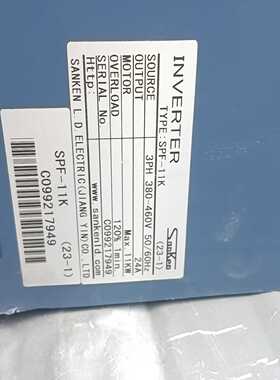 INVERTER
Sanken
TYPE: SPF-11K (23-1)
SOURCE 3PH 380-460V 50/60Hz
OUTPUT 24A
MOTOR Max.11KW
OVERLOAD 120% 1min.
SERIAL NO. C099217949
Http: www.sankenld.com
SANKEN L.D.ELECTRIC(JIANG YIN)CO.,LTD
SPF-11K (23-1)
C099217949